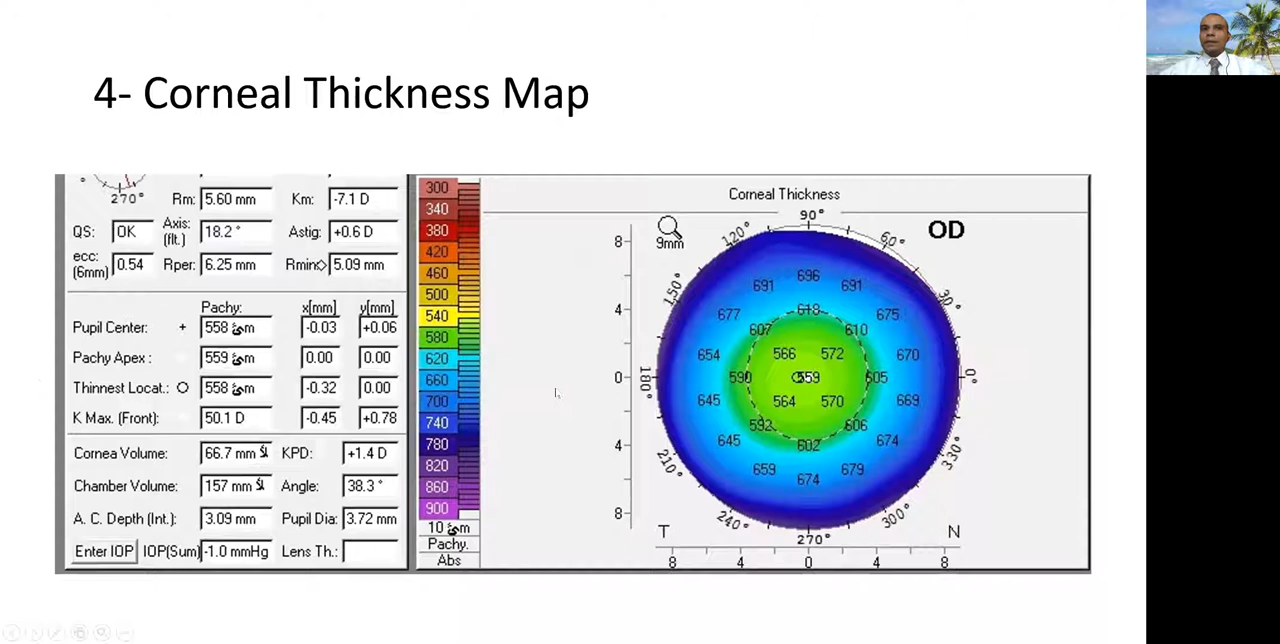 4- Corneal Thickness Map
270°
Rm: 5.60 mm Km: -7.1 D
QS: OK Axis: (flt.) 18.2 ° Astig: +0.6 D
ecc: (6mm) 0.54 Rper: 6.25 mm Rmin: 5.09 mm
Pachy: x[mm] y[mm]
Pupil Center: + 558 -0.03 +0.06
Pachy Apex : 559 0.00 0.00
Thinnest Locat.: O 558 -0.32 0.00
K Max. (Front) 50.1 D -0.45 +0.78
Cornea Volume: 66.7 mm KPD: +1.4 D
Chamber Volume: 157 mm Angle: 38.3 °
A. C. Depth (Int.): 3.09 mm Pupil Dia: 3.72 mm
Enter IOP IOP(Sum) -1.0 mmHg Lens Th.:
300
340
380
420
460
500
540
580
620
660
700
740
780
820
860
900
10
Pachy.
Abs
Corneal Thickness
9mm
OD
90°
120° 60°
150° 30°
180° 0°
210° 330°
240° 300°
270°
8
4
0
4
8
696
691 691
677 618 675
607 610
654 566 572 670
590 559 605
645 564 570 669
592 606
645 602 674
659 679
674
T N
8 4 0 4 8